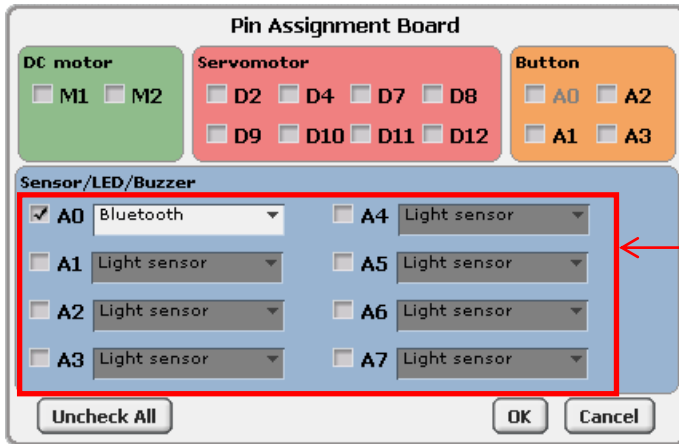 Pin Assignment Board
DC motor
M1 M2
Servomotor
D2 D4 D7 D8
D9 D10 D11 D12
Button
A0 A2
A1 A3
Sensor/LED/Buzzer
A0 Bluetooth A4 Light sensor
A1 Light sensor A5 Light sensor
A2 Light sensor A6 Light sensor
A3 Light sensor A7 Light sensor
Uncheck All OK Cancel